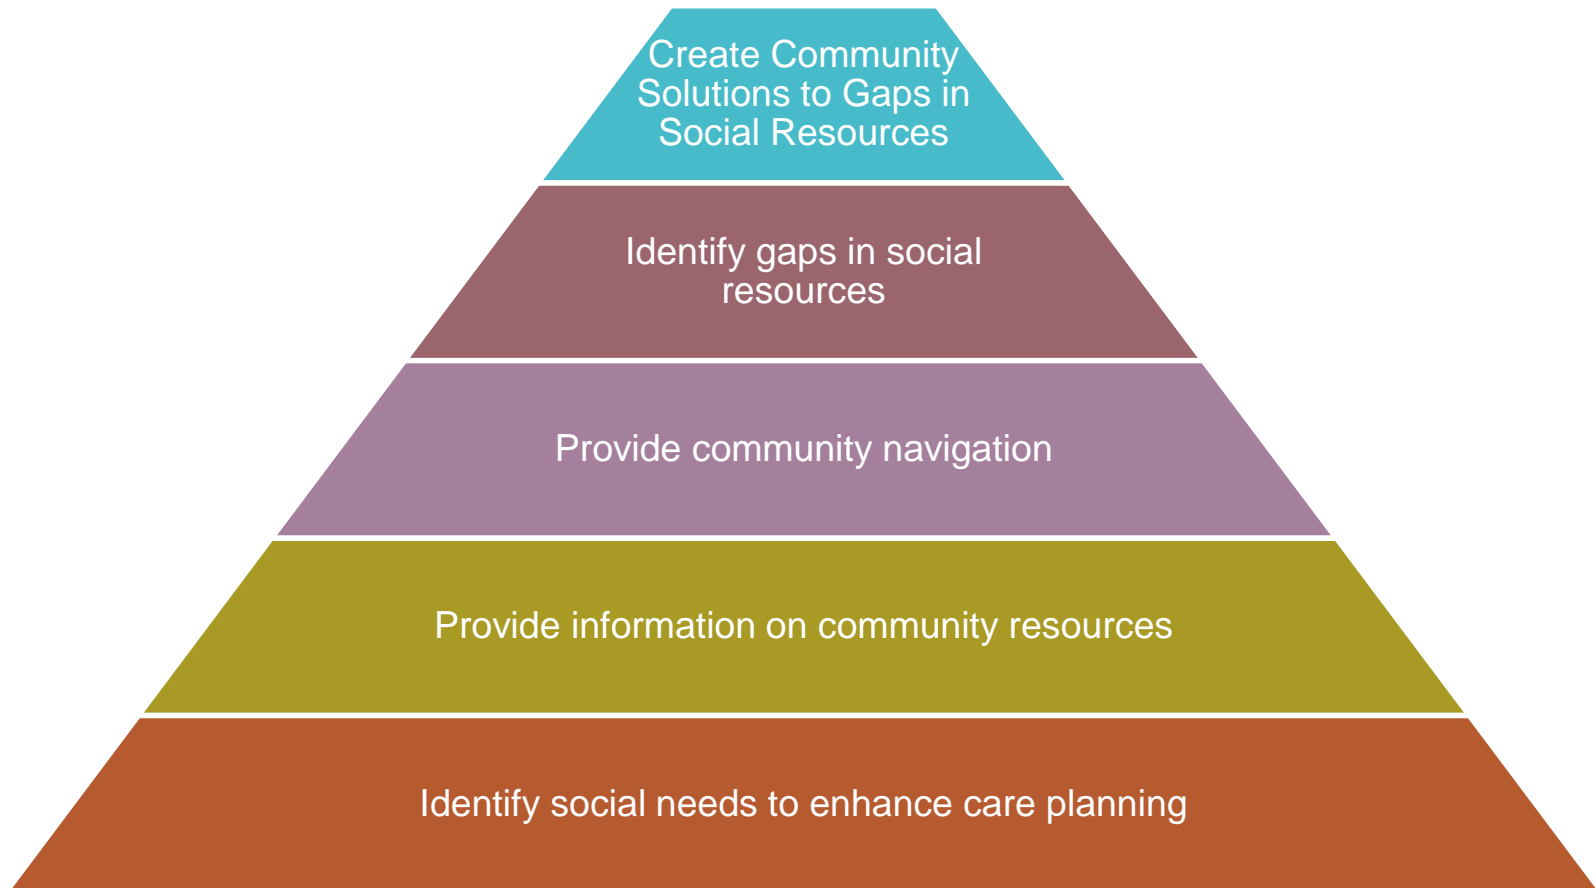 Create Community
Solutions to Gaps in
Social Resources
Identify gaps in social
resources
Provide community navigation
Provide information on community resources
Identify social needs to enhance care planning